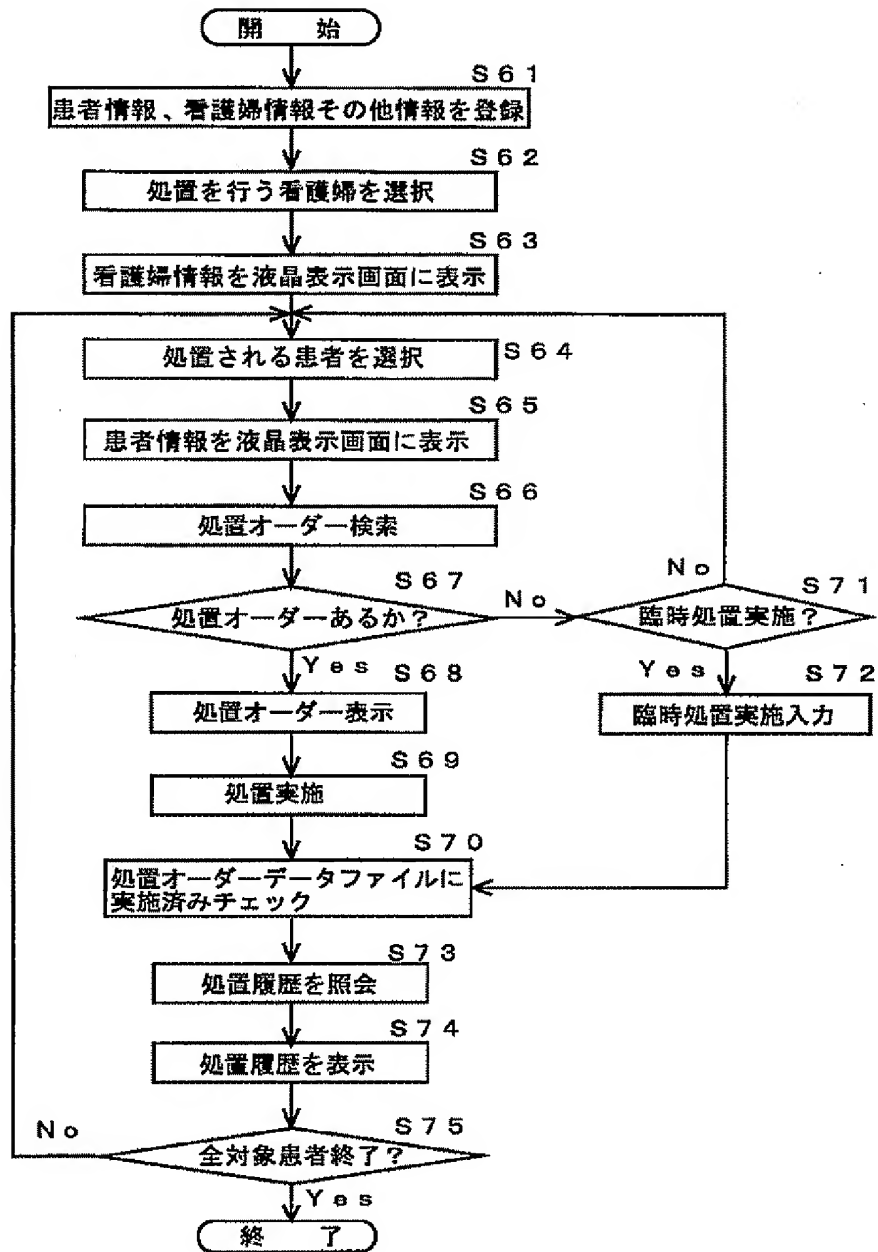 開 始
S61
患者情報、看護婦情報その他情報を登録
S62
処置を行う看護婦を選択
S63
看護婦情報を液晶表示画面に表示
処置される患者を選択
S64
S65
患者情報を液晶表示画面に表示
S66
処置オーダー検索
S67
処置オーダーあるか?
No
No
S71
臨時処置実施?
Yes
S68
処置オーダー表示
Yes
S72
臨時処置実施入力
S69
処置実施
S70
処置オーダーデータファイルに
実施済みチェック
S73
処置履歴を照会
S74
処置履歴を表示
S75
No
全対象患者終了?
Yes
終 了